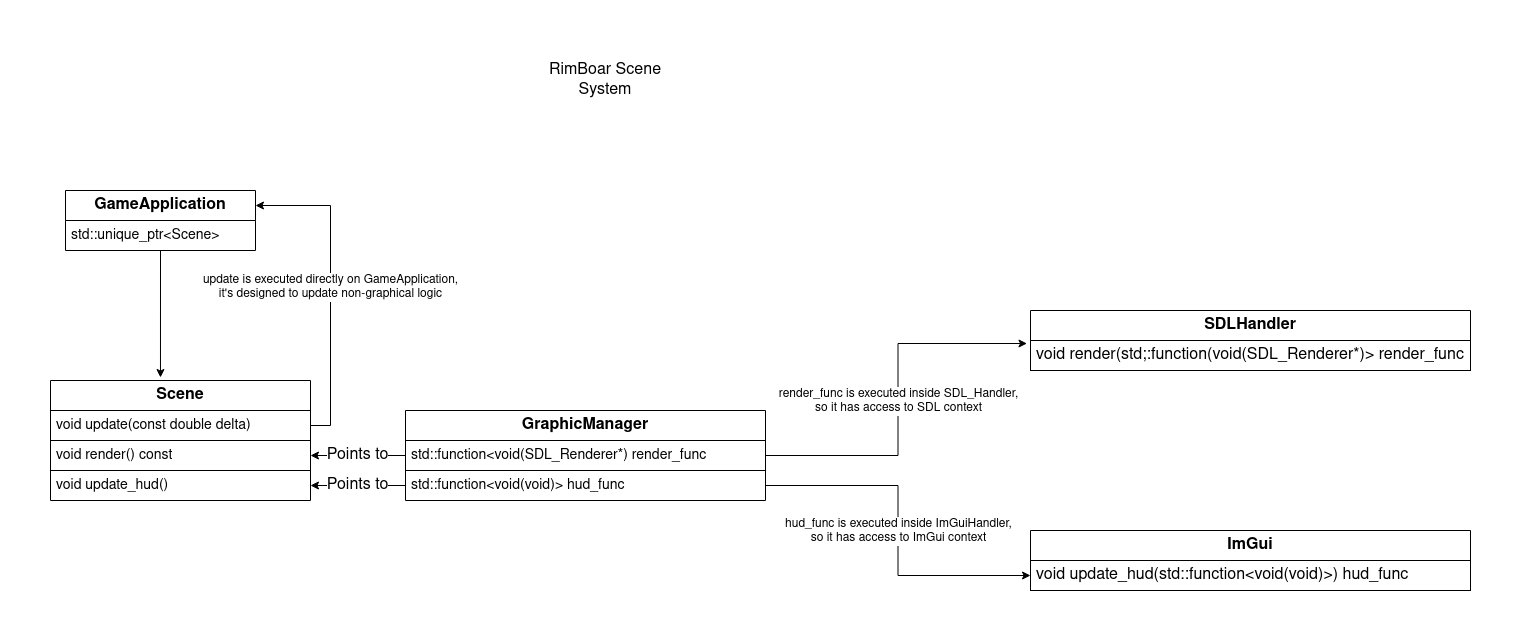 RimBoar Scene
System
GameApplication
std::unique_ptr<Scene>
update is executed directly on GameApplication,
it's designed to update non-graphical logic
Scene
void update(const double delta)
void render() const
void update_hud()
Points to
Points to
GraphicManager
std::function<void(SDL_Renderer*) render_func
std::function<void(void)> hud_func
render_func is executed inside SDL_Handler,
so it has access to SDL context
hud_func is executed inside ImGuiHandler,
so it has access to ImGui context
SDLHandler
void render(std;:function(void(SDL_Renderer*)> render_func
ImGui
void update_hud(std::function<void(void)>) hud_func